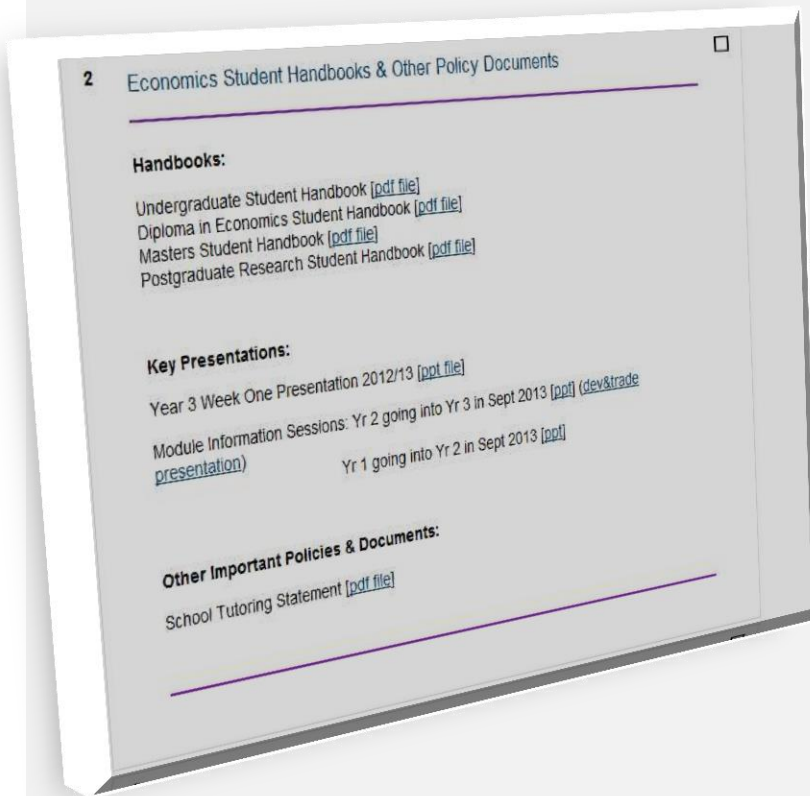 2 Economics Student Handbooks & Other Policy Documents
Handbooks:
Undergraduate Student Handbook [pdf file]
Diploma in Economics Student Handbook [pdf file]
Masters Student Handbook [pdf file]
Postgraduate Research Student Handbook [pdf file]
Key Presentations:
Year 3 Week One Presentation 2012/13 [ppt file]
Module Information Sessions: Yr 2 going into Yr 3 in Sept 2013 [ppt] (dev&trade
presentation) Yr 1 going into Yr 2 in Sept 2013 [ppt]
Other Important Policies & Documents:
School Tutoring Statement [pdf file]